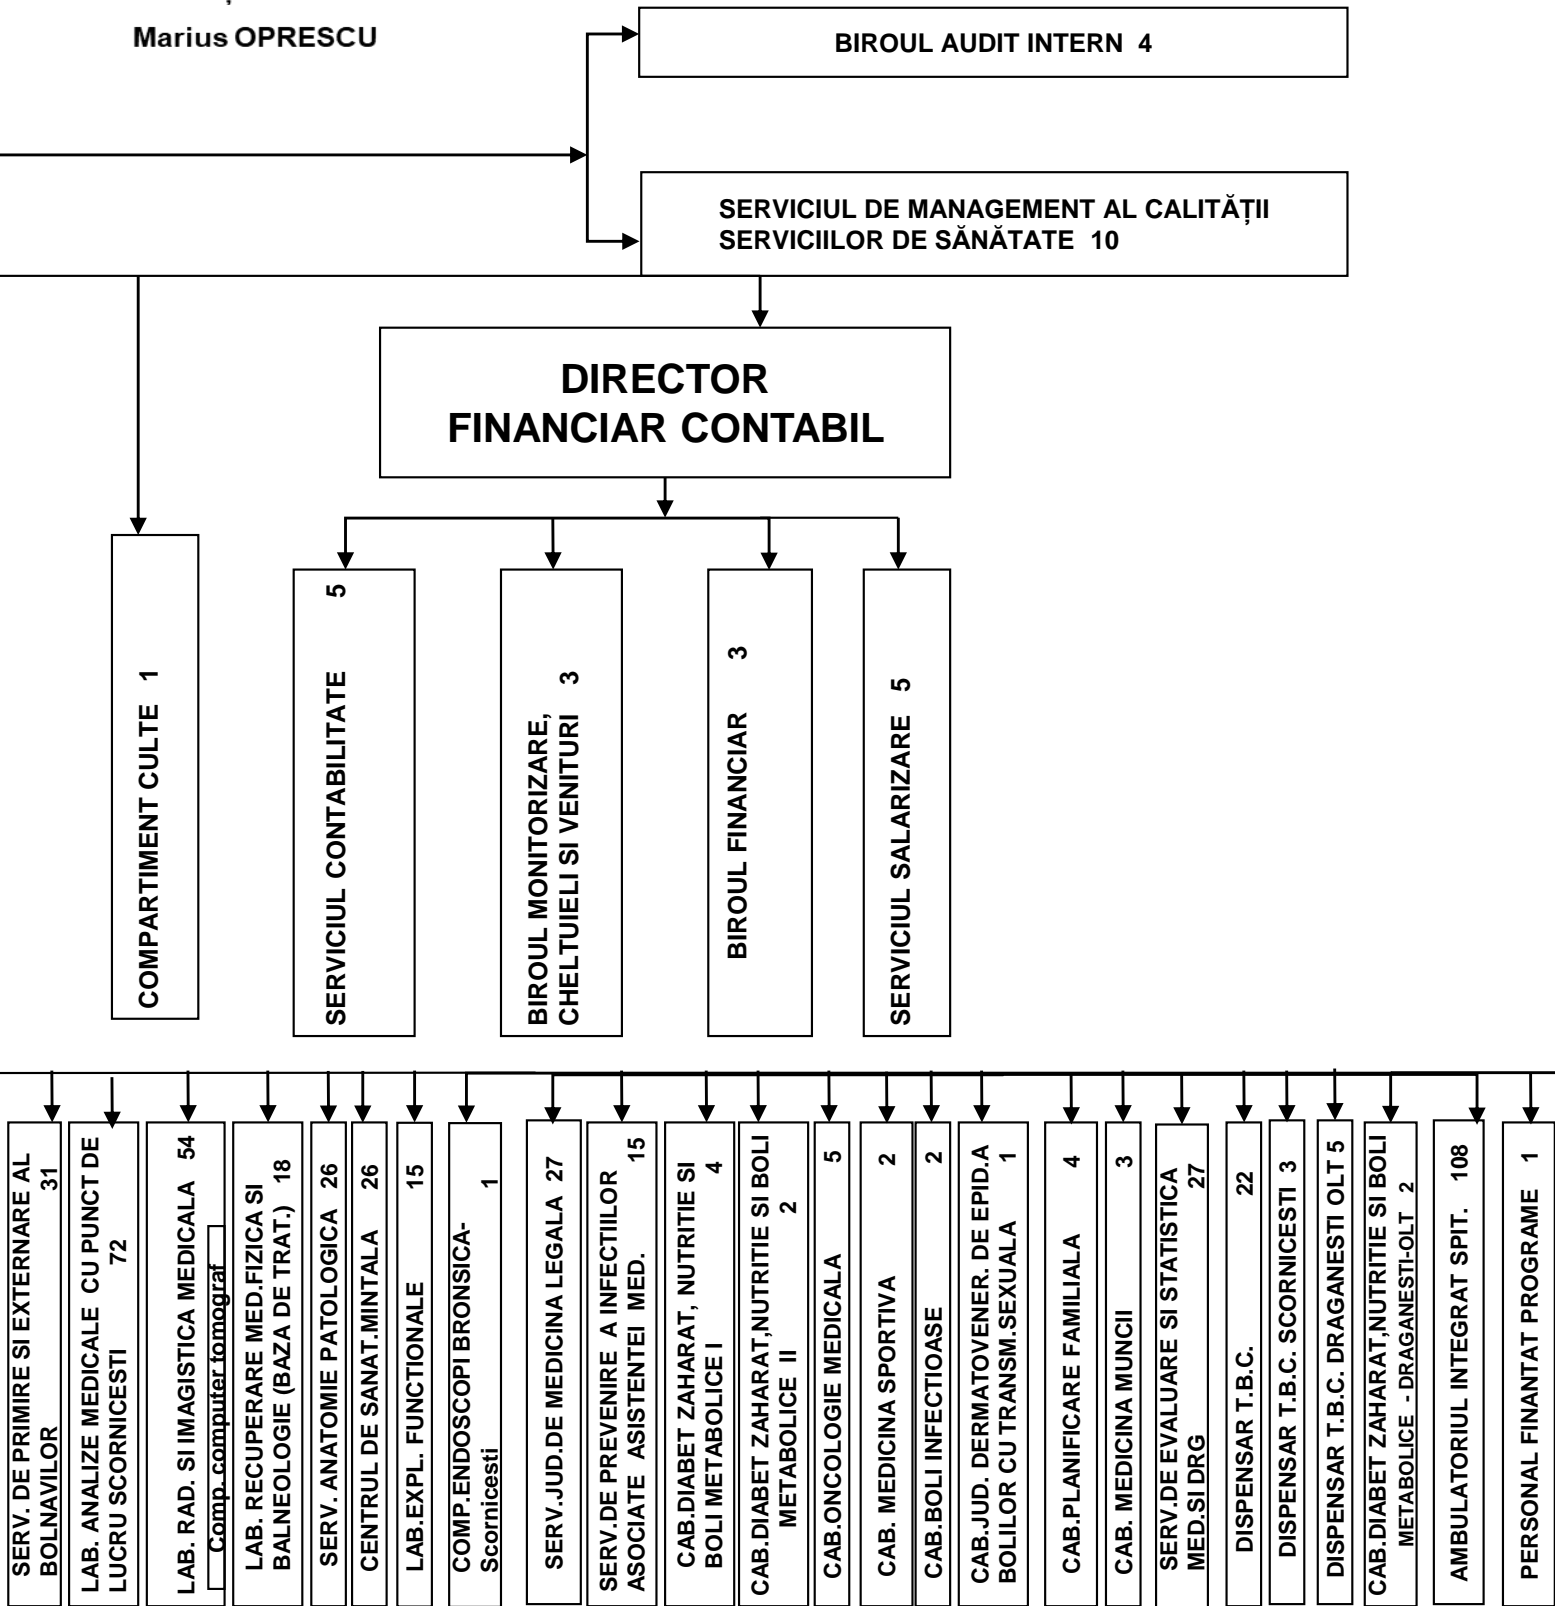 Marius OPRESCU
BIROUL AUDIT INTERN 4
SERVICIUL DE MANAGEMENT AL CALITĂȚII
SERVICIILOR DE SĂNĂTATE 10
DIRECTOR
FINANCIAR CONTABIL
COMPARTIMENT CULTE 1
SERVICIUL CONTABILITATE 5
BIROUL MONITORIZARE,
CHELTUIELI SI VENITURI 3
BIROUL FINANCIAR 3
SERVICIUL SALARIZARE 5
SERV. DE PRIMIRE SI EXTERNARE AL
BOLNAVILOR 31
LAB. ANALIZE MEDICALE CU PUNCT DE
LUCRU SCORNICESTI 72
LAB. RAD. SI IMAGISTICA MEDICALA 54
Comp. computer tomograf
LAB. RECUPERARE MED.FIZICA SI
BALNEOLOGIE (BAZA DE TRAT.) 18
SERV. ANATOMIE PATOLOGICA 26
CENTRUL DE SANAT.MINTALA 26
LAB.EXPL. FUNCTIONALE 15
COMP.ENDOSCOPI BRONSICA-
Scornicesti 1
SERV.JUD.DE MEDICINA LEGALA 27
SERV.DE PREVENIRE A INFECTIILOR
ASOCIATE ASISTENTEI MED. 15
CAB.DIABET ZAHARAT, NUTRITIE SI
BOLI METABOLICE I 4
CAB.DIABET ZAHARAT,NUTRITIE SI BOLI
METABOLICE II 2
CAB.ONCOLOGIE MEDICALA 5
CAB. MEDICINA SPORTIVA 2
CAB.BOLI INFECTIOASE 2
CAB.JUD. DERMATOVENER. DE EPID.A
BOLILOR CU TRANSM.SEXUALA 1
CAB.PLANIFICARE FAMILIALA 4
CAB. MEDICINA MUNCII 3
SERV.DE EVALUARE SI STATISTICA
MED.SI DRG 27
DISPENSAR T.B.C. 22
DISPENSAR T.B.C. SCORNICESTI 3
DISPENSAR T.B.C. DRAGANESTI OLT 5
CAB.DIABET ZAHARAT,NUTRITIE SI BOLI
METABOLICE - DRAGANESTI-OLT 2
AMBULATORIUL INTEGRAT SPIT. 108
PERSONAL FINANTAT PROGRAME 1